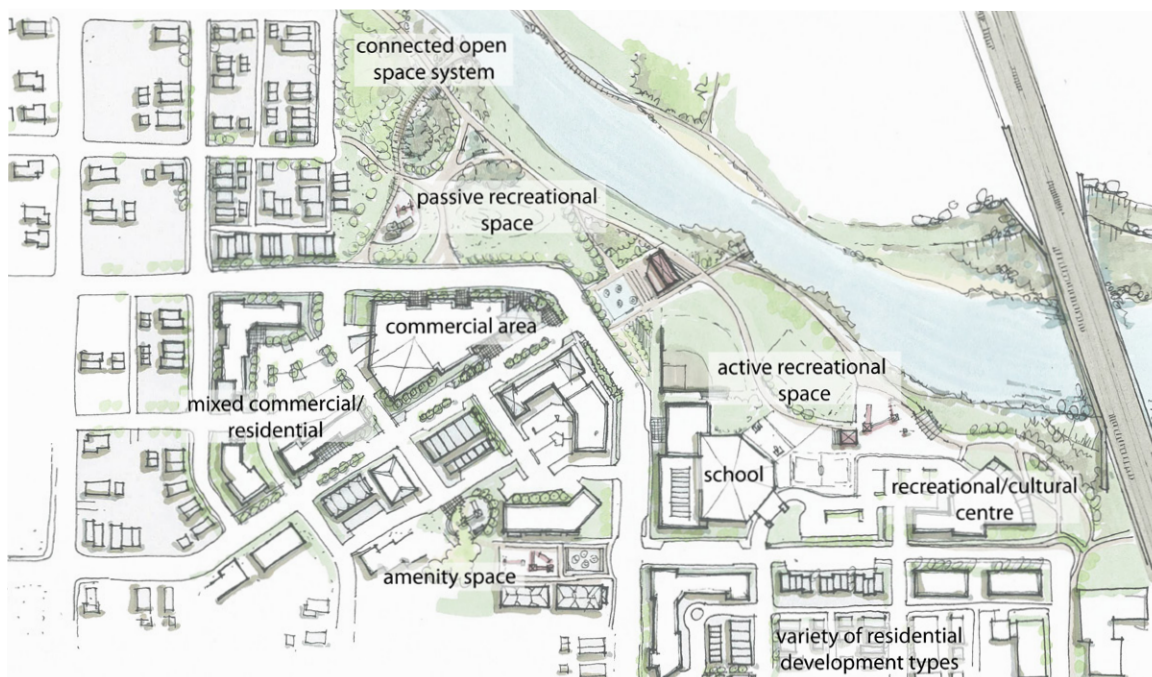 connected open
space system
passive recreational
space
commercial area
active recreational
space
mixed commercial/
residential
school
recreational/cultural
centre
amenity space
variety of residential
development types